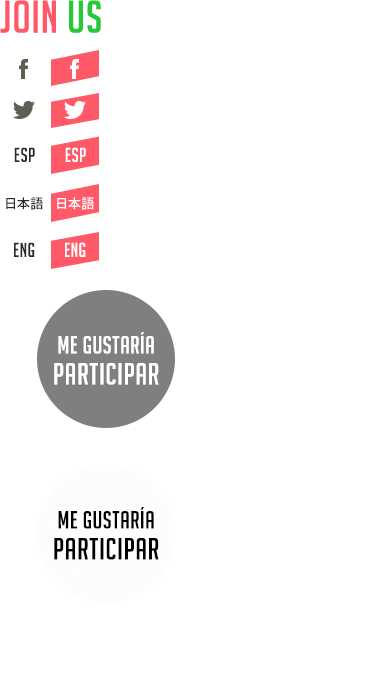 JOIN US
f f
ESP ESP
日本語 日本語
ENG ENG
ME GUSTARÍA
PARTICIPAR
ME GUSTARÍA
PARTICIPAR